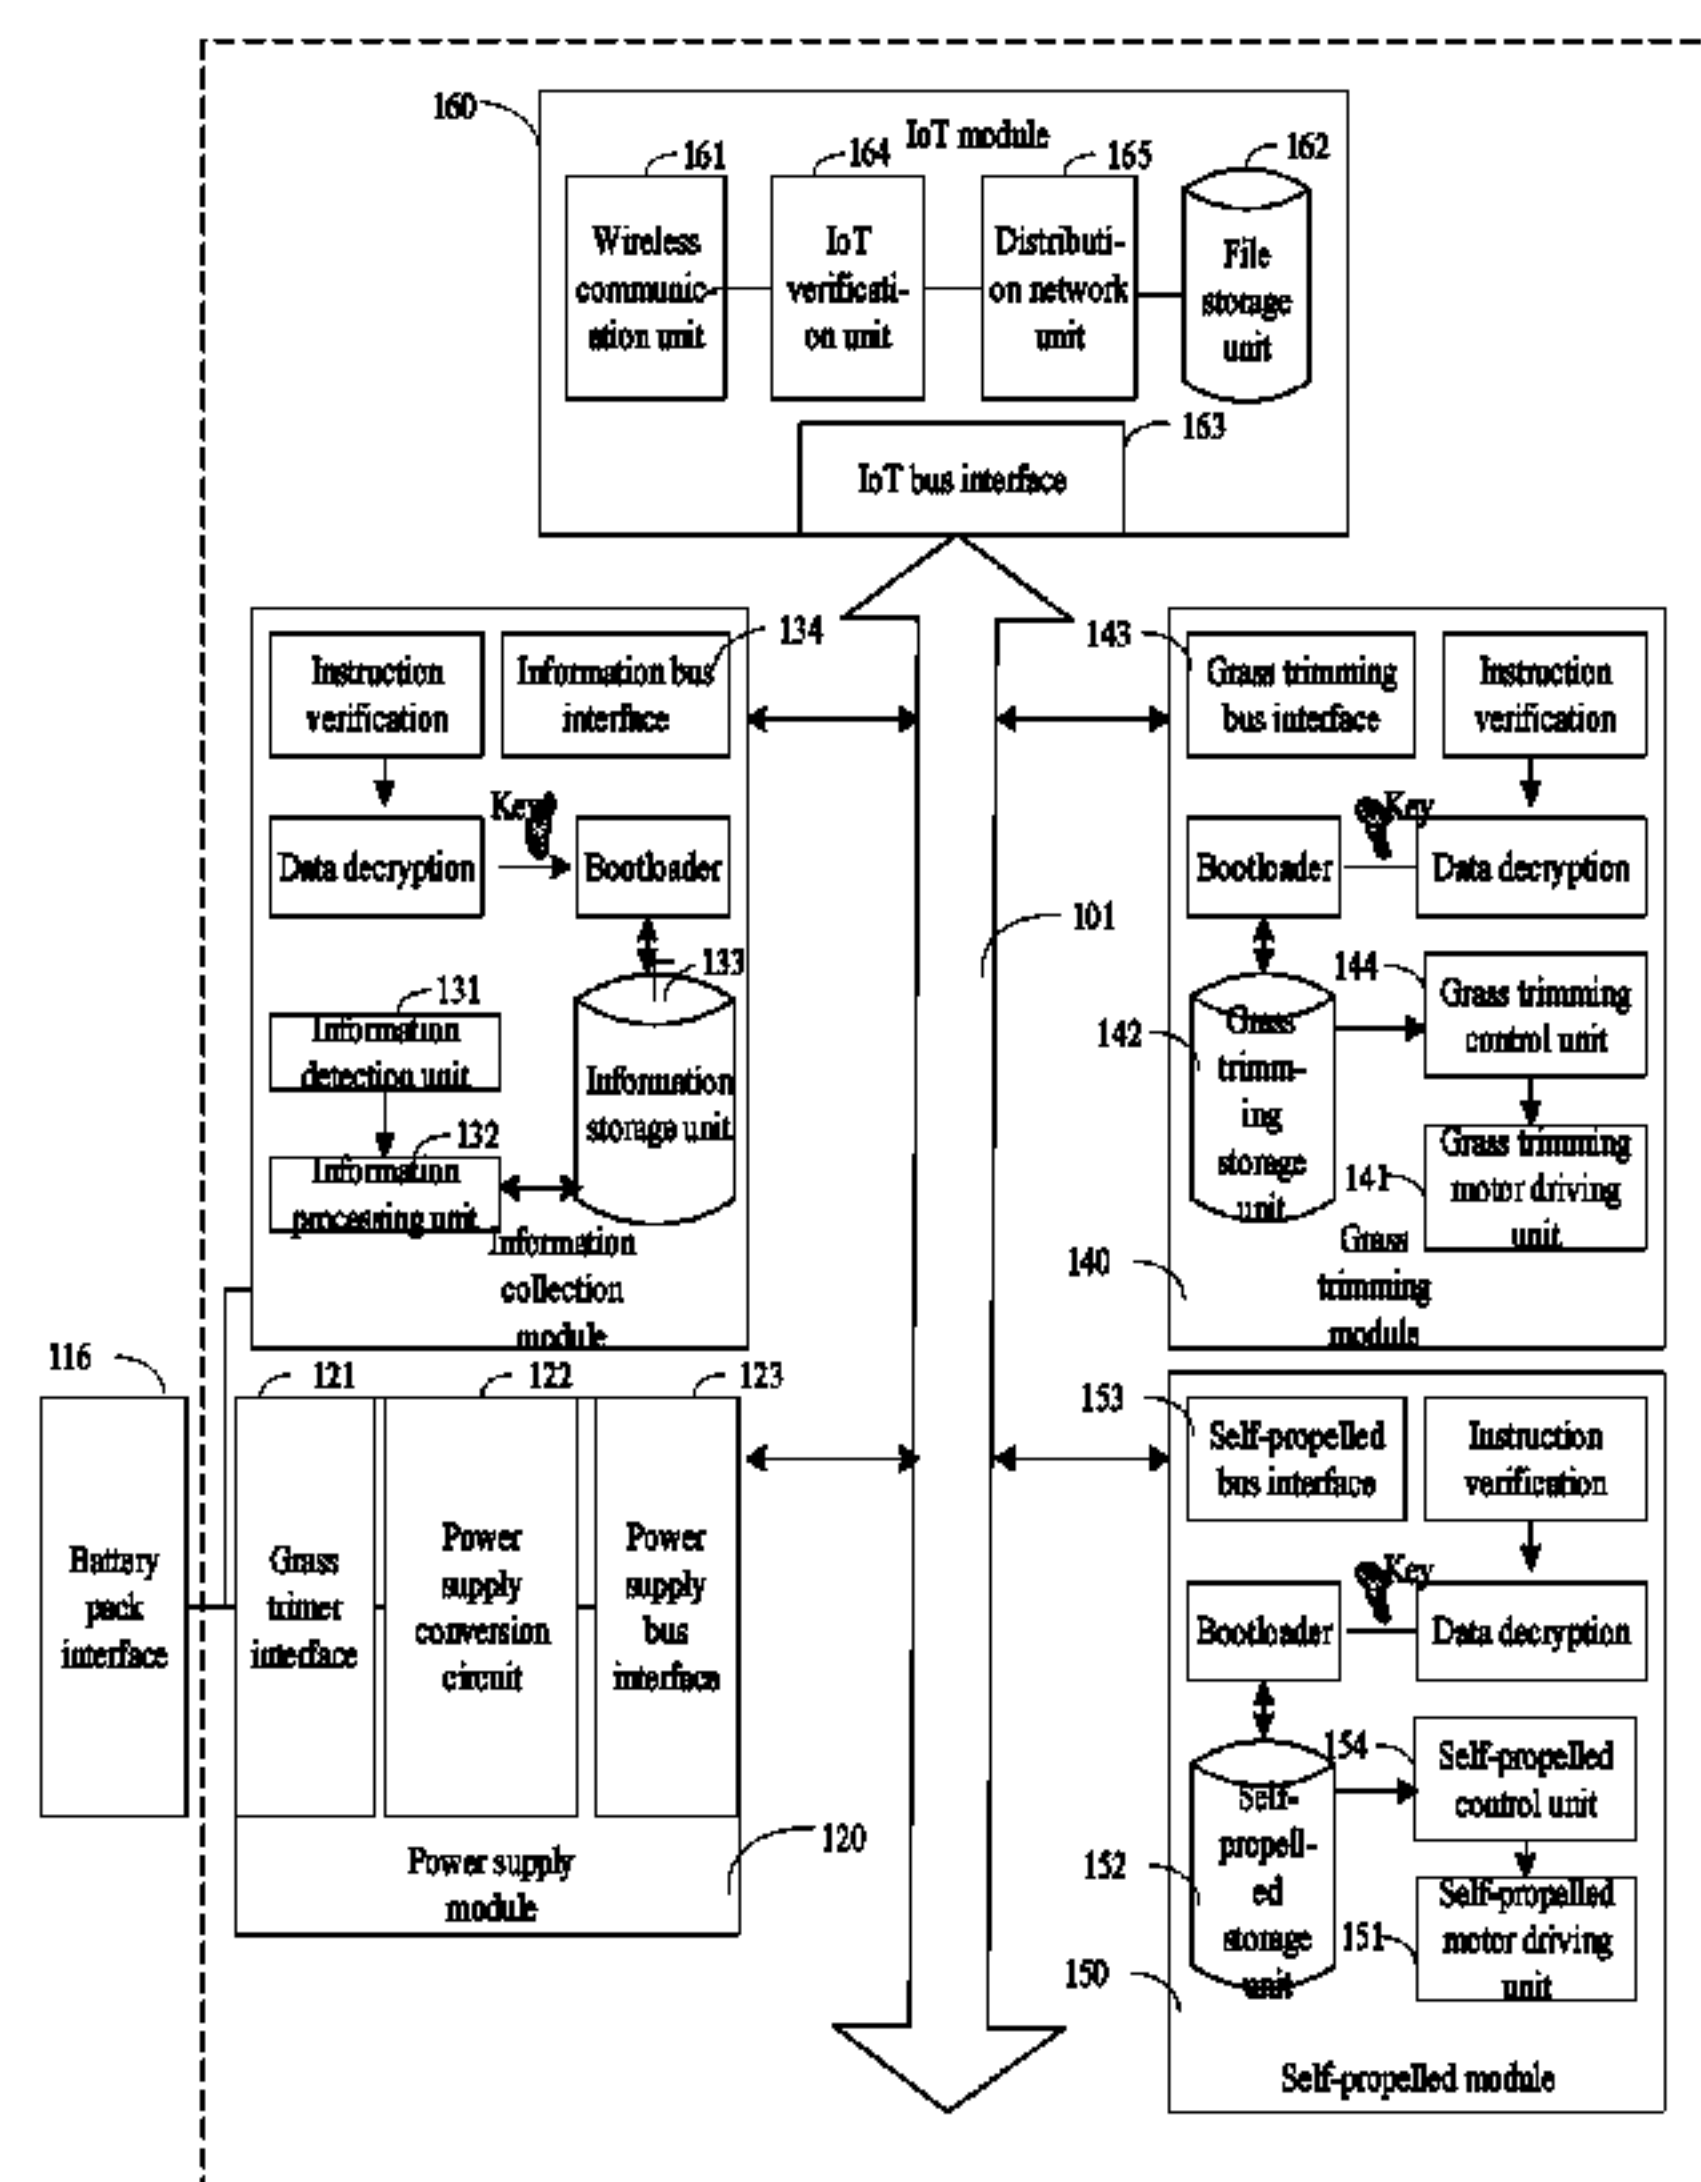 160
IoT module
161
164
165
162
Wireless
communic-
ation unit
IoT
verificati-
on unit
Distributi-
on network
unit
File
storage
unit
163
IoT bus interface
134
Instruction
verification
Information bus
interface
Key
Data decryption
Bootloader
133
131
Information
detection unit
132
Information
processing unit
Information
storage unit
Information
collection
module
101
143
Grass trimming
bus interface
Instruction
verification
Key
Bootloader
Data decryption
144
Grass trimming
control unit
142
Grass
trimm-
ing
storage
unit
141
Grass trimming
motor driving
unit
140
Grass
trimming
module
116
121
122
123
Battery
pack
interface
Grass
trimer
interface
Power
supply
conversion
circuit
Power
supply
bus
interface
120
Power supply
module
153
Self-propelled
bus interface
Instruction
verification
Key
Bootloader
Data decryption
154
Self-propelled
control unit
152
Self-
propell-
ed
storage
unit
151
Self-propelled
motor driving
unit
150
Self-propelled module